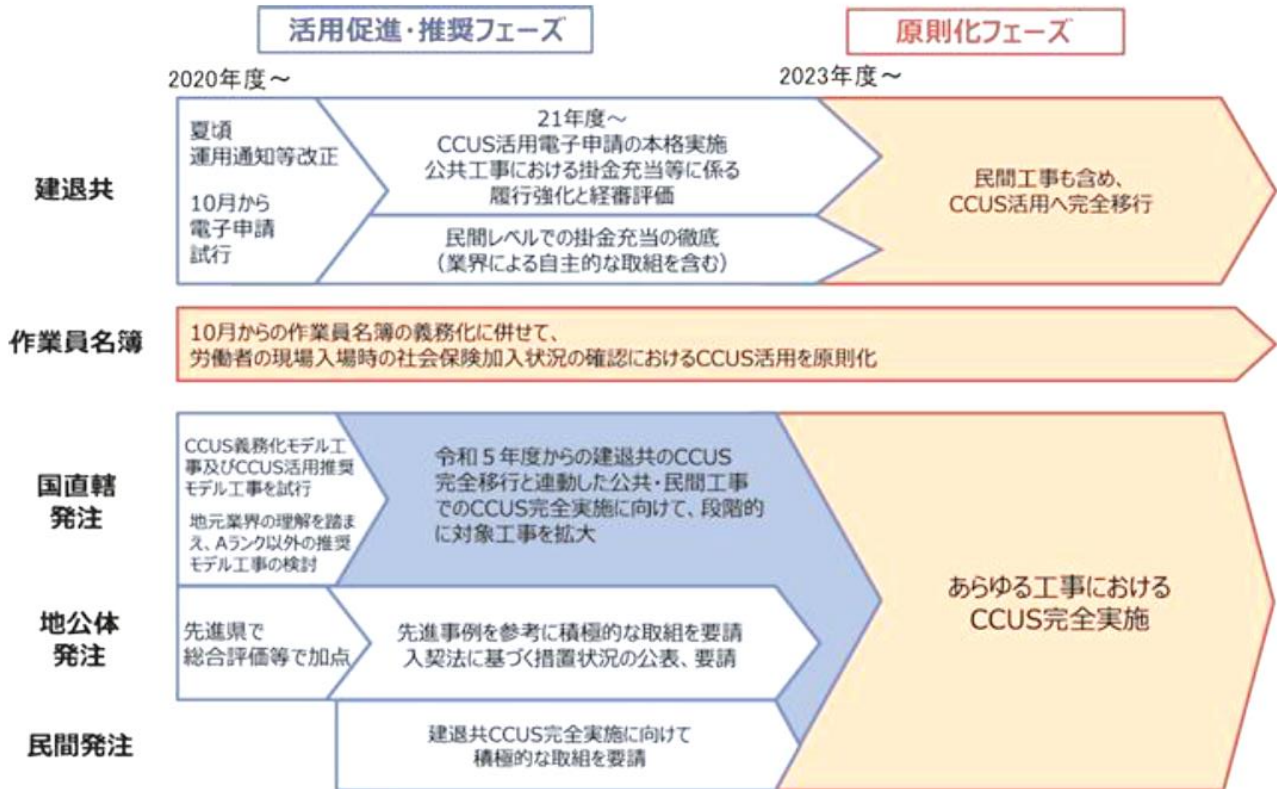 活用促進・推奨フェーズ
原則化フェーズ
2020年度～
2023年度～
建退共
夏頃
運用通知等改正
10月から
電子申請
試行
21年度～
CCUS活用電子申請の本格実施
公共工事における掛金充当等に係る
履行強化と経審評価
民間レベルでの掛金充当の徹底
（業界による自主的な取組を含む）
民間工事も含め、
CCUS活用へ完全移行
作業員名簿
10月からの作業員名簿の義務化に併せて、
労働者の現場入場時の社会保険加入状況の確認におけるCCUS活用を原則化
国直轄
発注
CCUS義務化モデル工
事及びCCUS活用推奨
モデル工事を試行
地元業界の理解を踏ま
え、Aランク以外の推奨
モデル工事の検討
令和５年度からの建退共のCCUS
完全移行と連動した公共・民間工事
でのCCUS完全実施に向けて、段階的
に対象工事を拡大
地公体
発注
先進県で
総合評価等で加点
先進事例を参考に積極的な取組を要請
入契法に基づく措置状況の公表、要請
民間発注
建退共CCUS完全実施に向けて
積極的な取組を要請
あらゆる工事における
CCUS完全実施